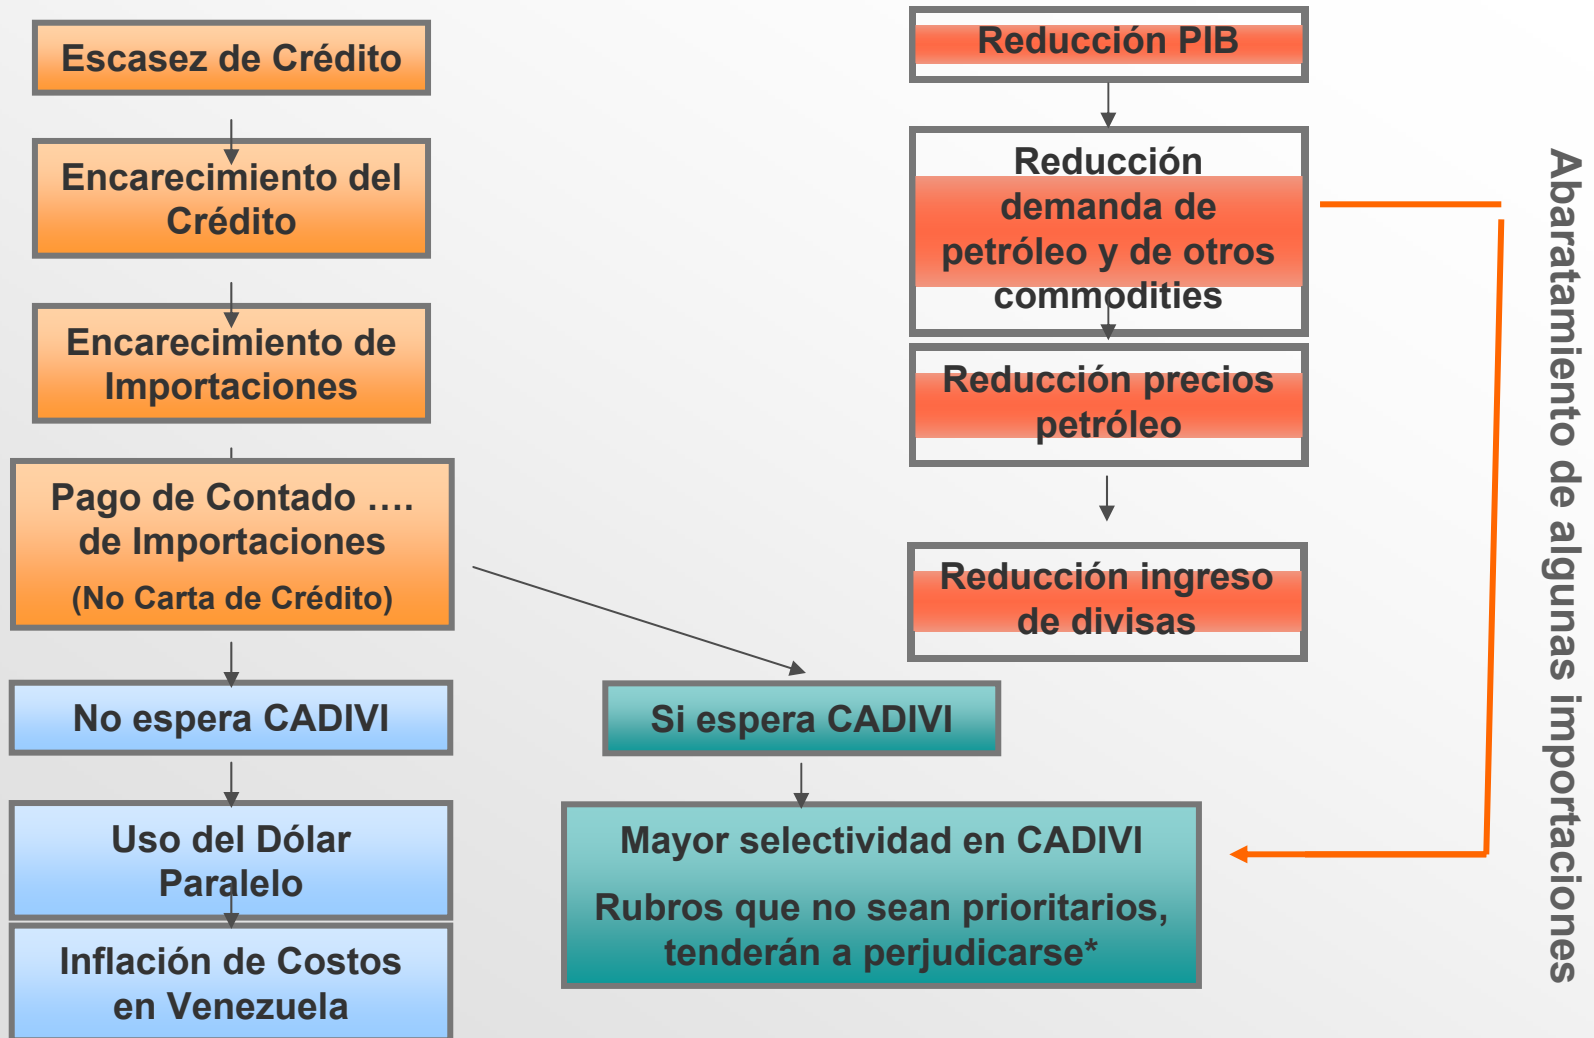 Escasez de Crédito
Encarecimiento del
Crédito
Encarecimiento de
Importaciones
Pago de Contado ….
de Importaciones
(No Carta de Crédito)
No espera CADIVI
Uso del Dólar
Paralelo
Inflación de Costos
en Venezuela
Si espera CADIVI
Mayor selectividad en CADIVI
Rubros que no sean prioritarios,
tenderán a perjudicarse*
Reducción PIB
Reducción
demanda de
petróleo y de otros
commodities
Reducción precios
petróleo
Reducción ingreso
de divisas
Abaratamiento de algunas importaciones